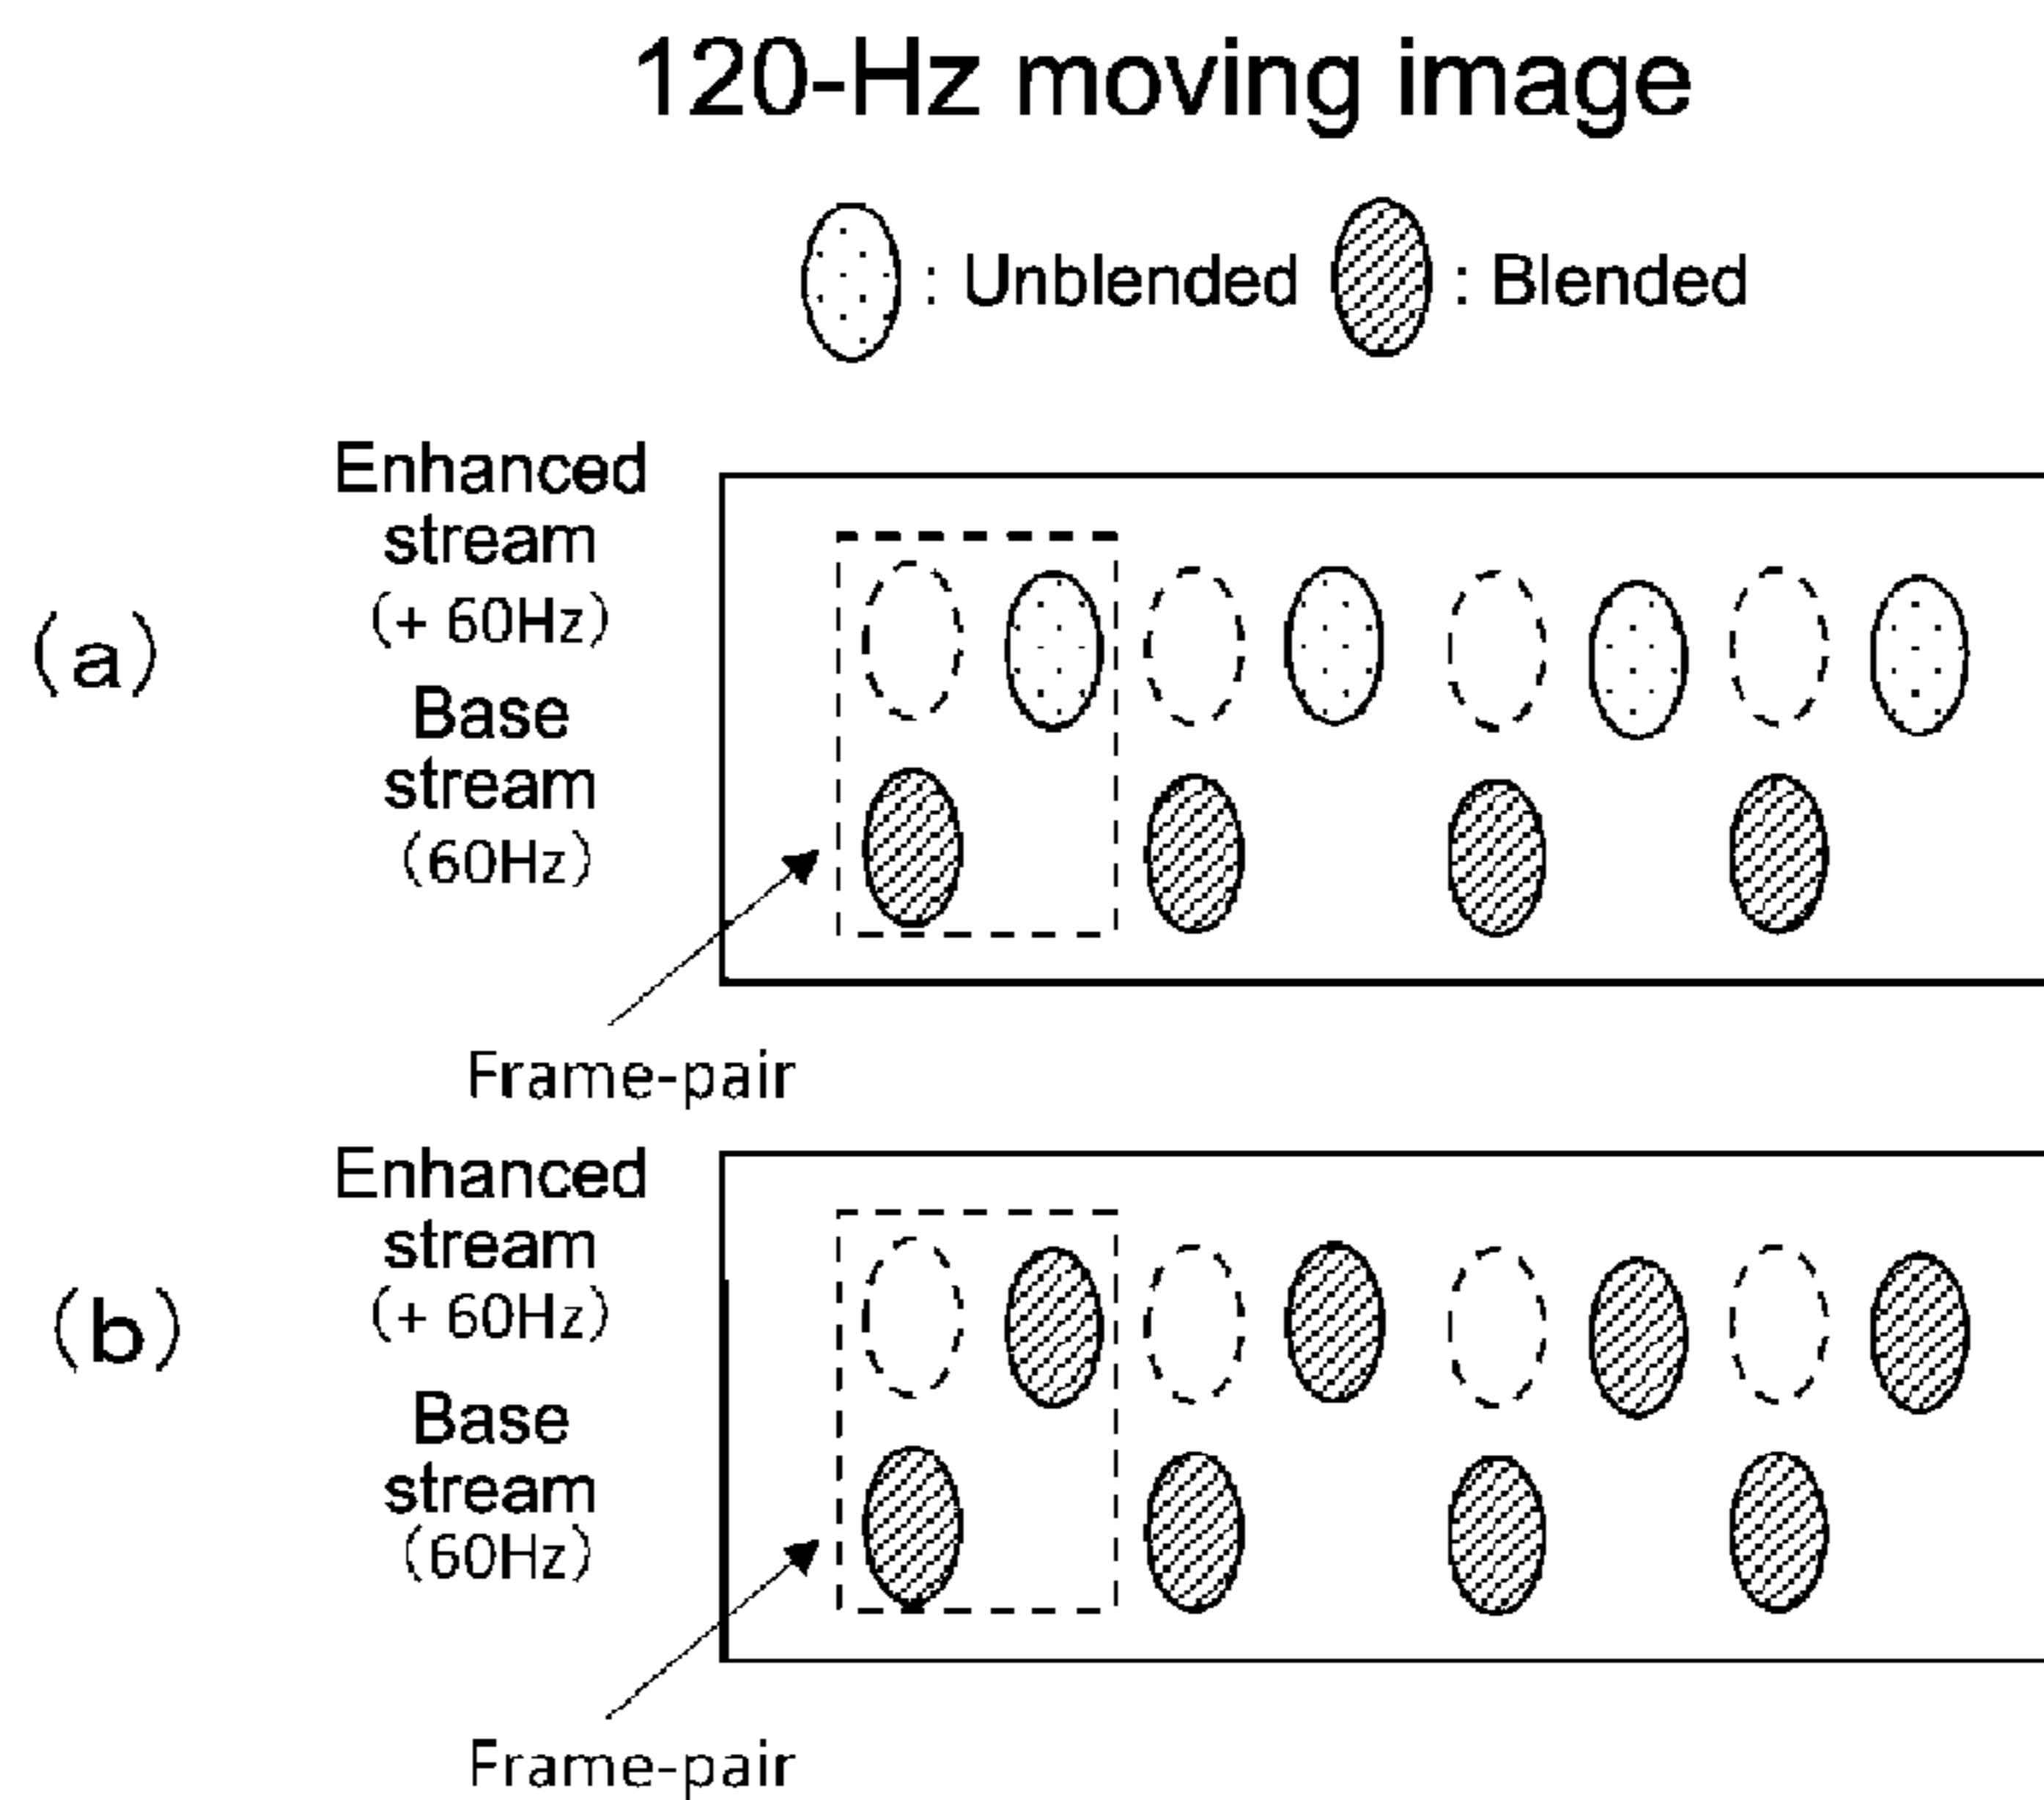 120-Hz moving image
: Unblended : Blended
(a)
Enhanced
stream
(+ 60Hz)
Base
stream
(60Hz)
Frame-pair
(b)
Enhanced
stream
(+ 60Hz)
Base
stream
(60Hz)
Frame-pair